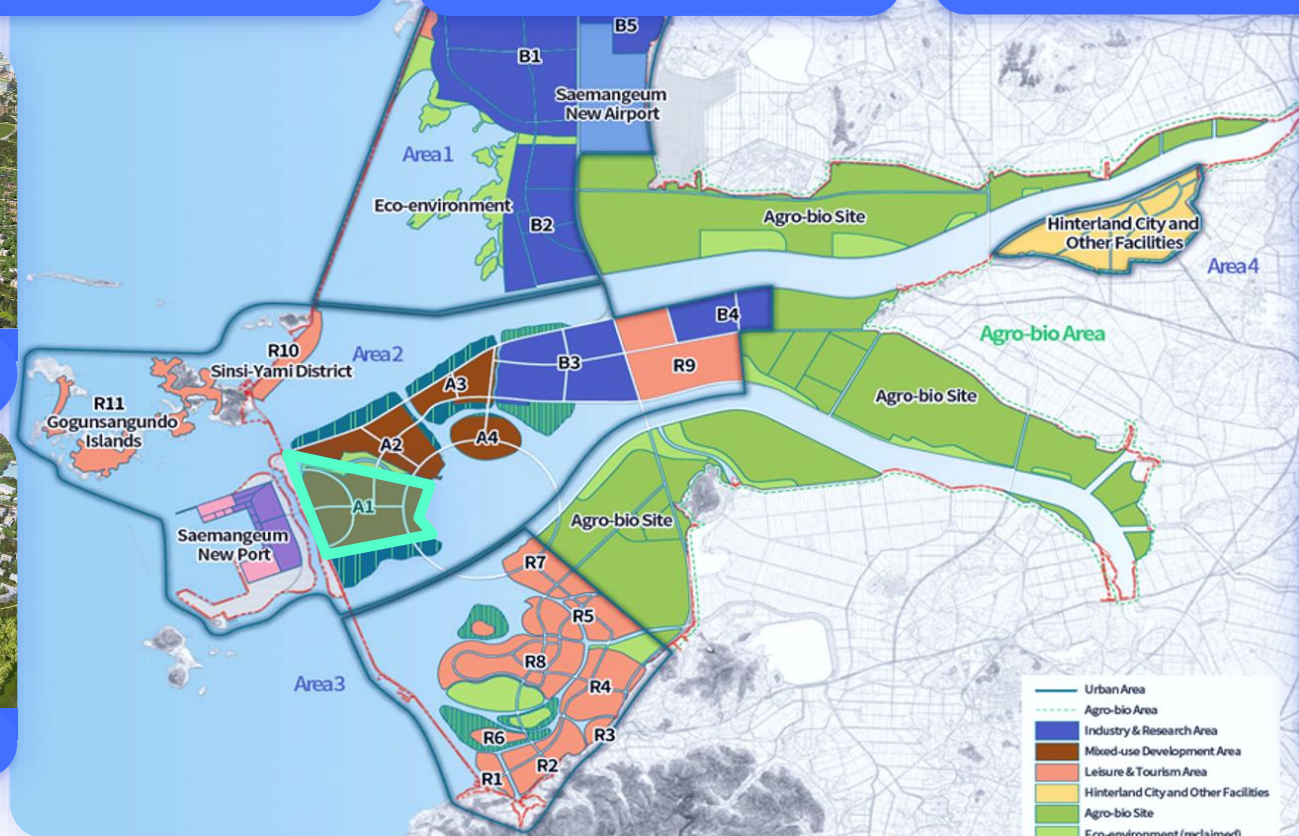 B5
B1
Saemangeum
New Airport
Area 1
Eco-environment
B2
Agro-bio Site
Hinterland City and
Other Facilities
Area 4
B4
Agro-bio Area
R10
Sinsi-Yami District
Area 2
B3
R9
A3
R11
Gogunsangundo
Islands
Agro-bio Site
A2
A4
A1
Saemangeum
New Port
Agro-bio Site
R7
R5
R8
Area 3
R4
R6
R3
R2
R1
Urban Area
Agro-bio Area
Industry & Research Area
Mixed-use Development Area
Leisure & Tourism Area
Hinterland City and Other Facilities
Agro-bio Site
Eco-environment (reclaimed)